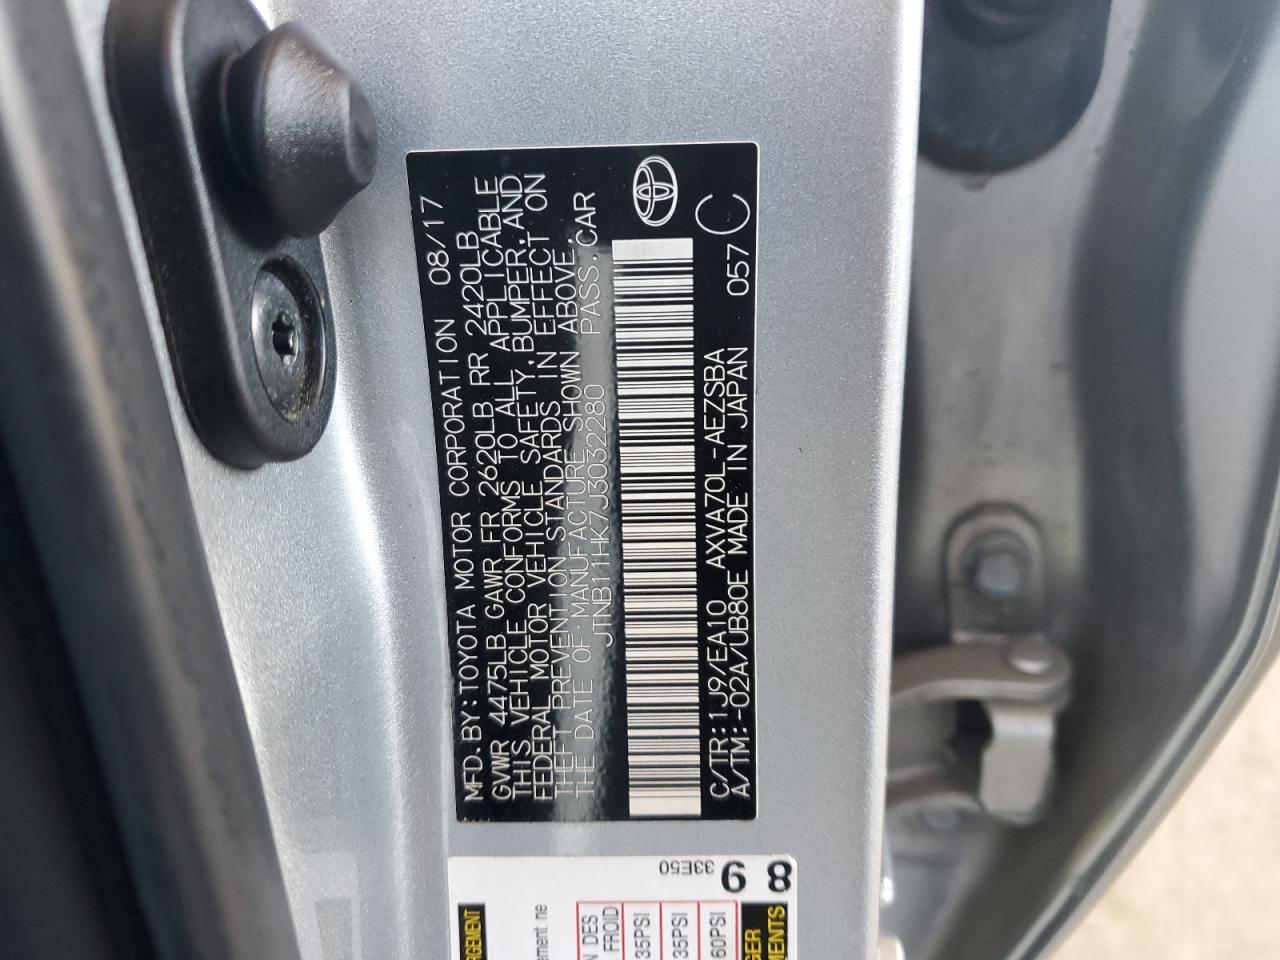 MFD.BY:TOYOTA MOTOR CORPORATION 08/17
GVWR 4475LB GAWR FR 2620LB RR 2420LB
THIS VEHICLE CONFORMS TO ALL APPLICABLE
FEDERAL MOTOR VEHICLE SAFETY,BUMPER,AND
THEFT PREVENTION STANDARDS IN EFFECT ON
THE DATE OF MANUFACTURE SHOWN ABOVE.
JTNB11HK7J3032280 PASS.CAR
C/TR:1J9/EA10 AXVA70L-AEZSBA
A/TM:-02A/UB80E MADE IN JAPAN 057 C
33E50
8 9
N DES
FROID
35PSI
35PSI
60PSI